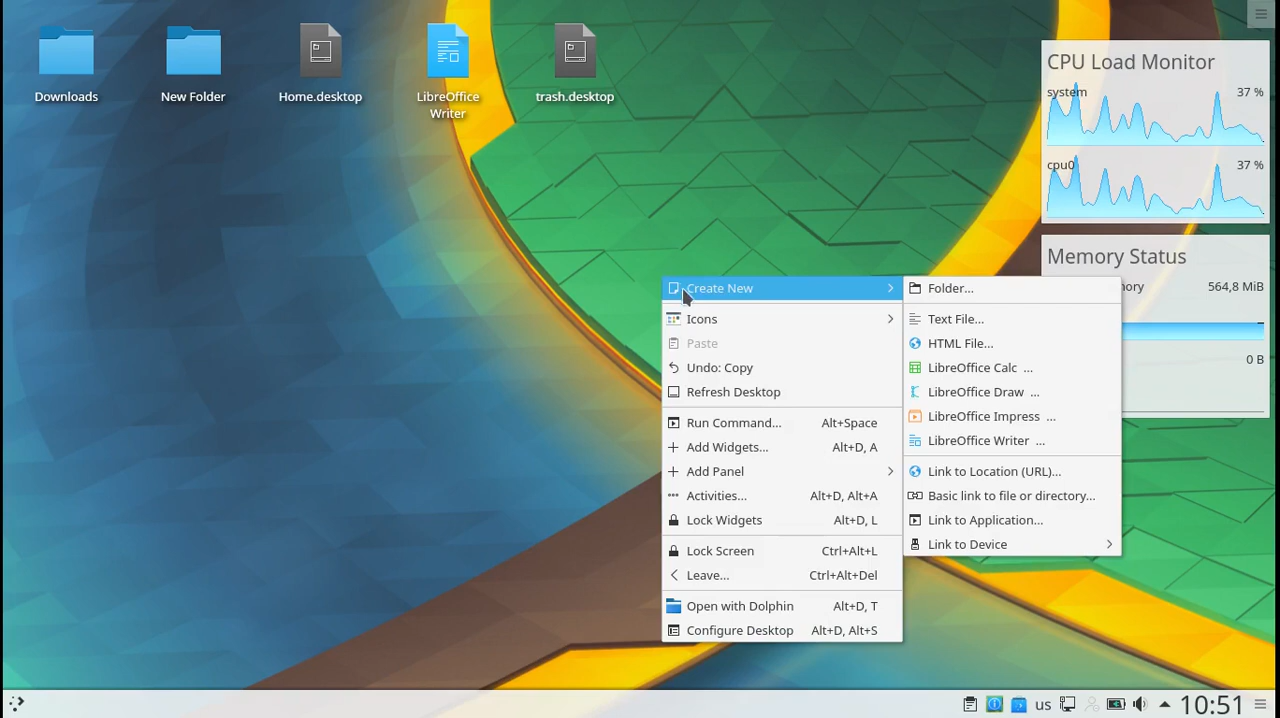 Downloads
New Folder
Home.desktop
LibreOffice
Writer
trash.desktop
CPU Load Monitor
system 37 %
cpu0 37 %
Memory Status
mory 564,8 MiB
0 B
Create New
Icons
Paste
Undo: Copy
Refresh Desktop
Run Command... Alt+Space
Add Widgets... Alt+D, A
Add Panel
Activities... Alt+D, Alt+A
Lock Widgets Alt+D, L
Lock Screen Ctrl+Alt+L
Leave... Ctrl+Alt+Del
Open with Dolphin Alt+D, T
Configure Desktop Alt+D, Alt+S
Folder...
Text File...
HTML File...
LibreOffice Calc ...
LibreOffice Draw ...
LibreOffice Impress ...
LibreOffice Writer ...
Link to Location (URL)...
Basic link to file or directory...
Link to Application...
Link to Device
us
10:51